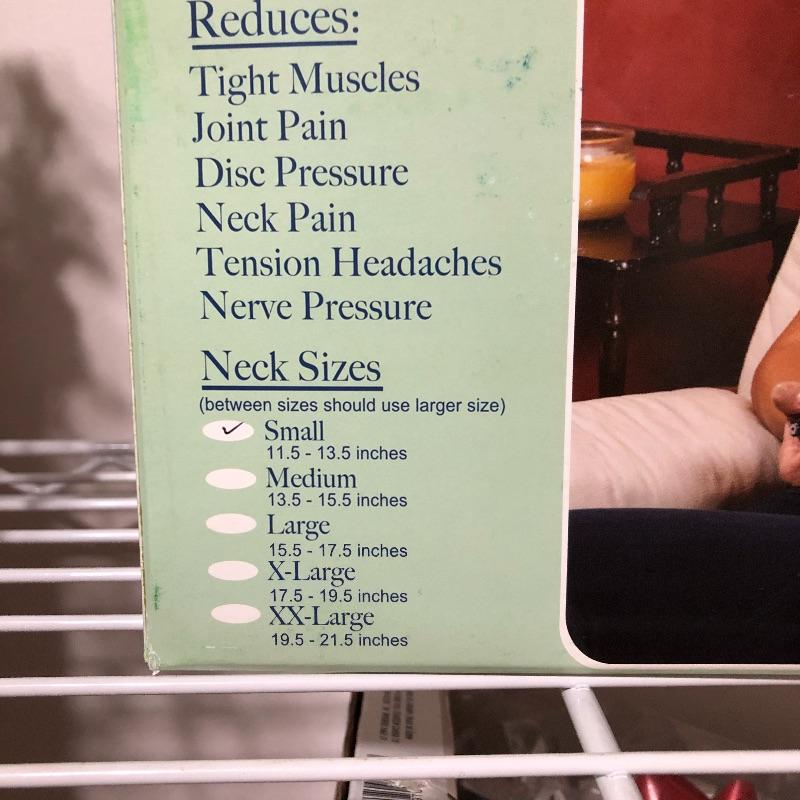 Reduces:
Tight Muscles
Joint Pain
Disc Pressure
Neck Pain
Tension Headaches
Nerve Pressure
Neck Sizes
(between sizes should use larger size)
Small
11.5 - 13.5 inches
Medium
13.5 - 15.5 inches
Large
15.5 - 17.5 inches
X-Large
17.5 - 19.5 inches
XX-Large
19.5 - 21.5 inches